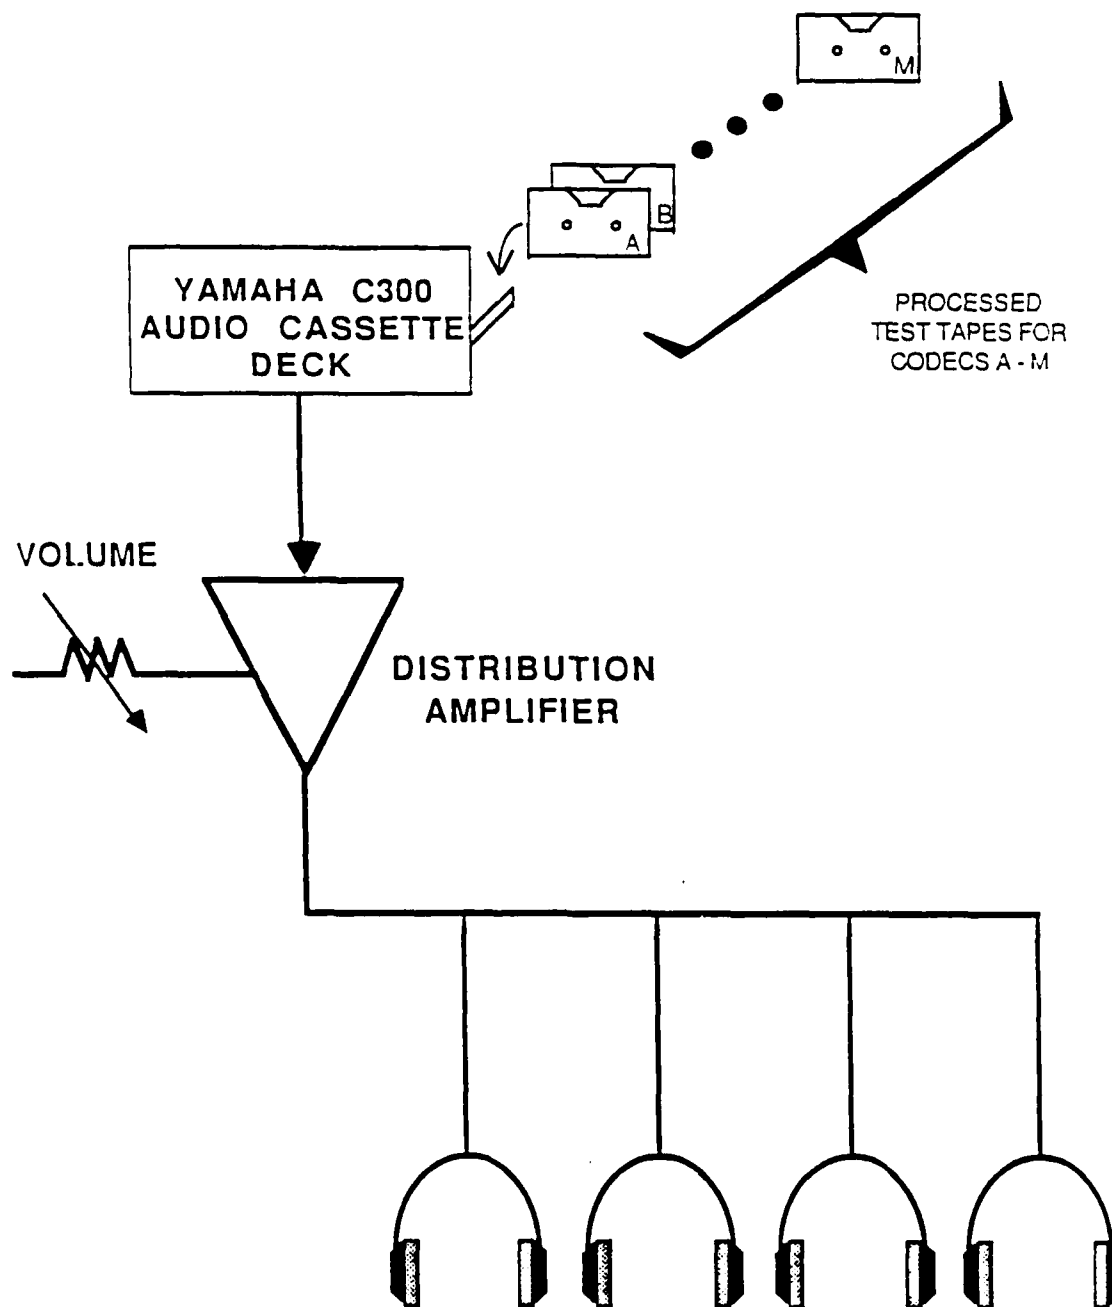 M
B
A
YAMAHA C300
AUDIO CASSETTE
DECK
PROCESSED
TEST TAPES FOR
CODECS A - M
VOLUME
DISTRIBUTION
AMPLIFIER